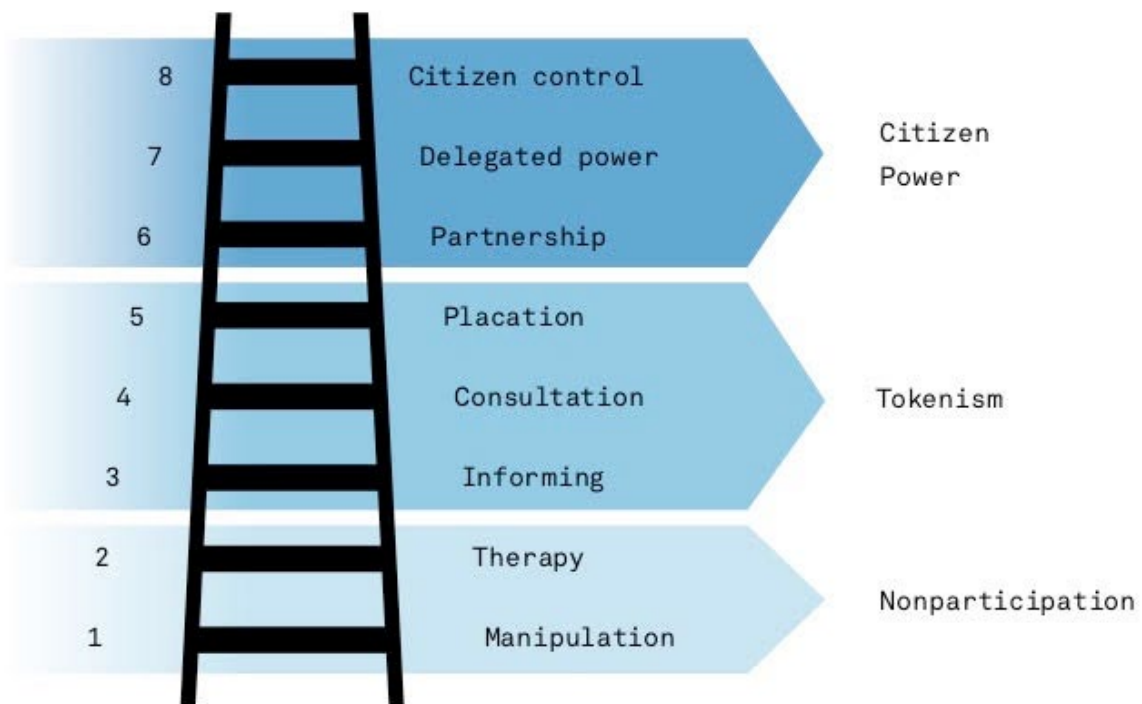 8 Citizen control
7 Delegated power
6 Partnership
Citizen
Power
5 Placation
4 Consultation
3 Informing
Tokenism
2 Therapy
1 Manipulation
Nonparticipation